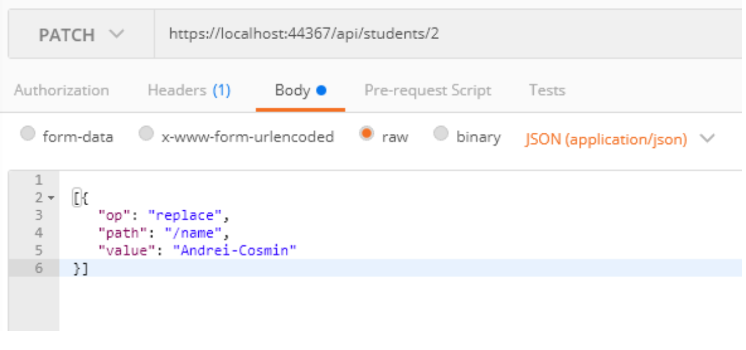 PATCH https://localhost:44367/api/students/2
Authorization Headers (1) Body Pre-request Script Tests
form-data x-www-form-urlencoded raw binary JSON (application/json)
1
2 [{
3 "op": "replace",
4 "path": "/name",
5 "value": "Andrei-Cosmin"
6 }]